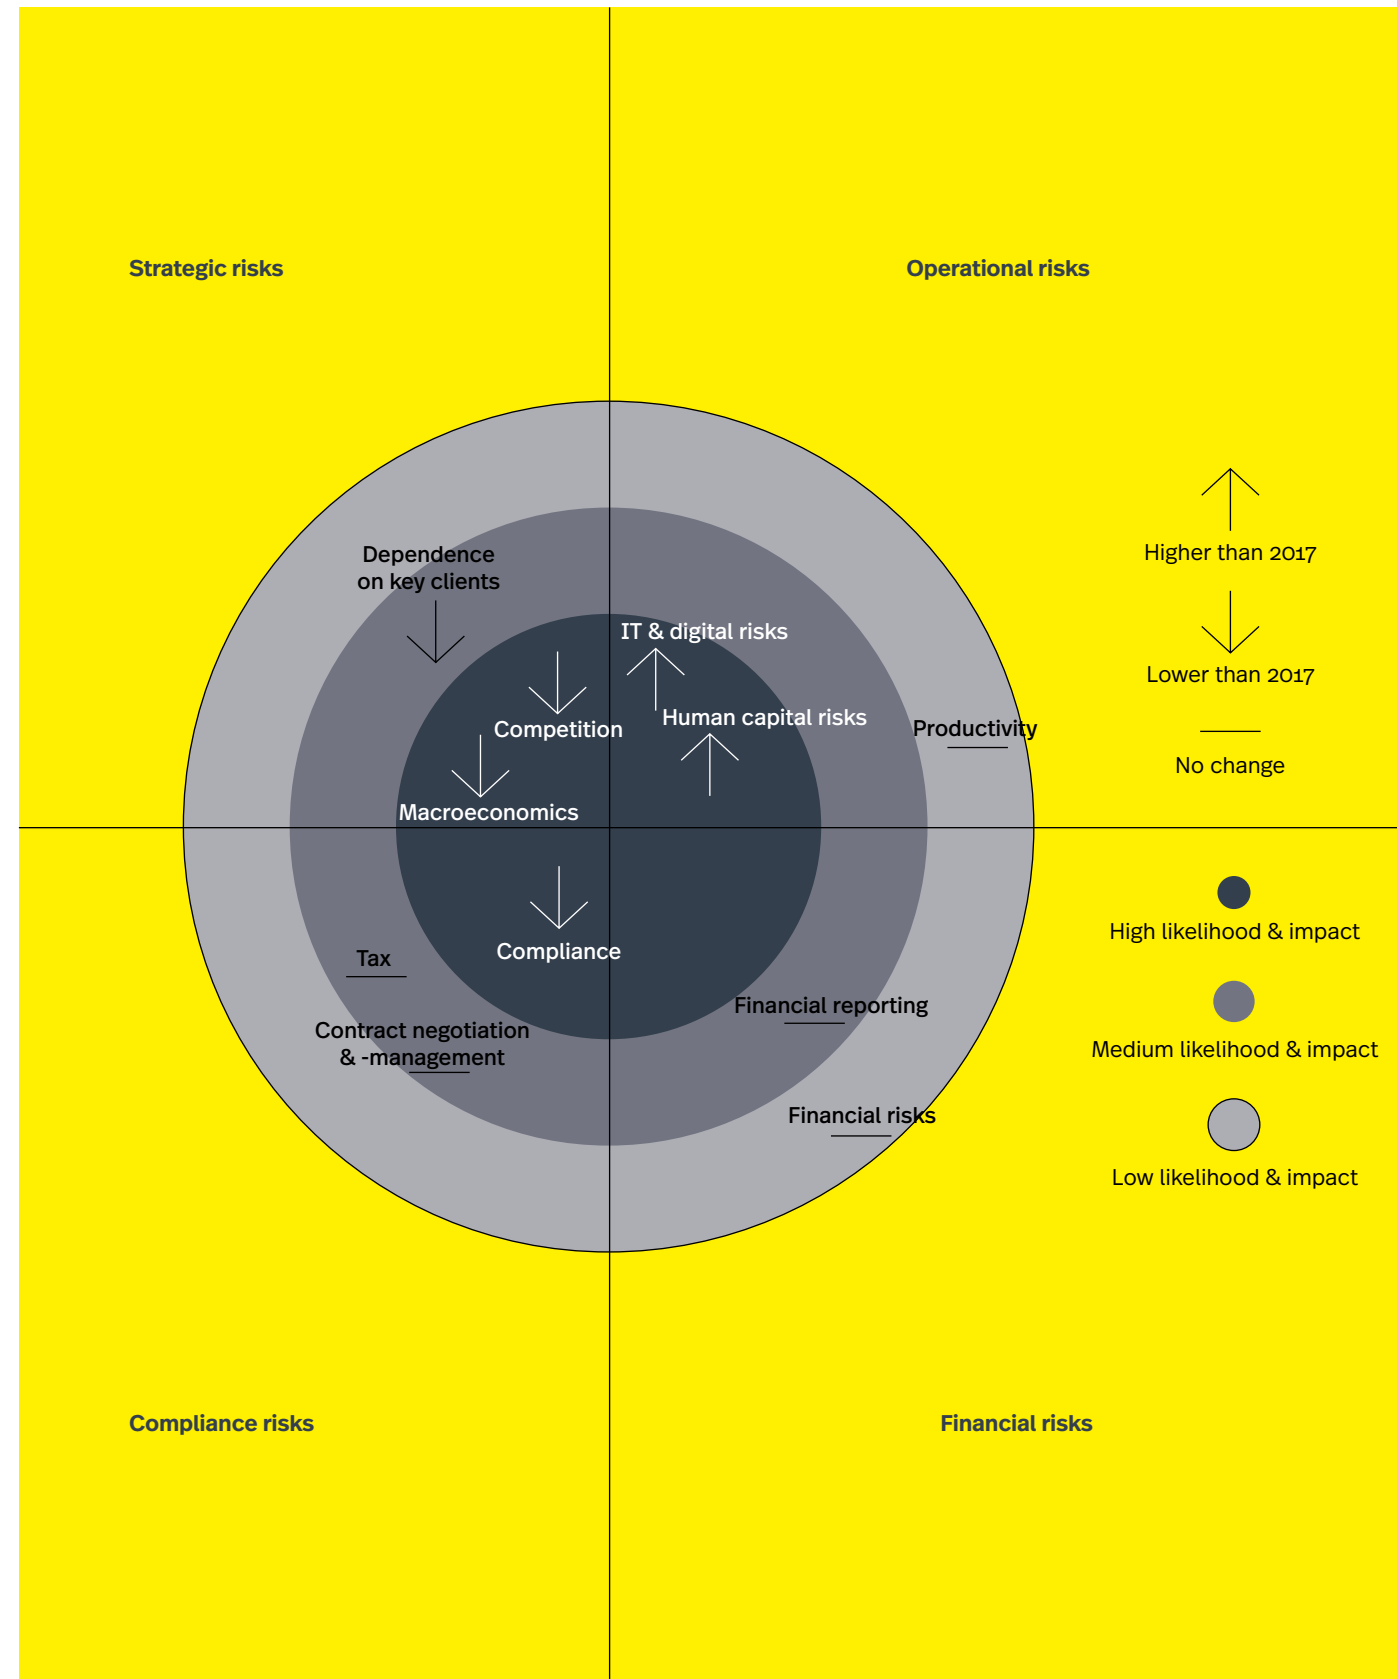 Strategic risks
Operational risks
Dependence
on key clients
IT & digital risks
Competition
Human capital risks
Macroeconomics
Productivity
Higher than 2017
Lower than 2017
No change
Compliance
Tax
Contract negotiation
& -management
Financial reporting
Financial risks
High likelihood & impact
Medium likelihood & impact
Low likelihood & impact
Compliance risks
Financial risks